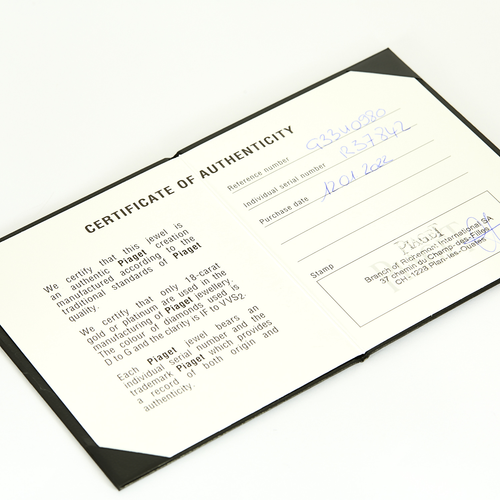 CERTIFICATE OF AUTHENTICITY
We certify that this jewel is
an authentic Piaget creation
manufactured according to the
traditional standards of Piaget
quality.
We certify that only 18-carat
gold or platinum are used in the
manufacturing of Piaget jewellery.
The colour of diamonds used is
D to G and the clarity is IF to VVS2.
Each Piaget jewel bears an
individual serial number and the
trademark Piaget which provides
a record of both origin and
authenticity.
Reference number G33U0980
Individual serial number R37842
Purchase date 12.01.2022
Stamp
PIAGET
Branch of Richemont International SA
37 chemin du Champ-des-Filles
CH-1228 Plan-les-Ouates